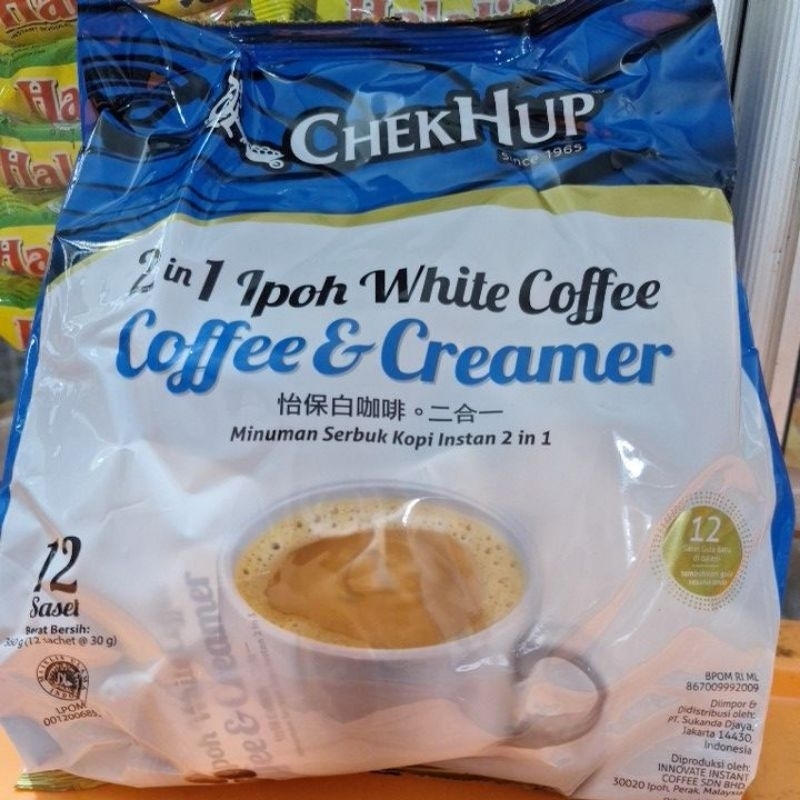 CHEKHUP
Since 1965
2 in 1 Ipoh White Coffee
Coffee & Creamer
怡保白咖啡。二合一
Minuman Serbuk Kopi Instan 2 in 1
12
Saset
Berat Bersih:
360g (12 sachet @ 30 g)
LPOM
12
BPOM RI ML
867009992009
Diimpor &
Didistribusi oleh:
PT. Sukanda Djaya,
Jakarta 14430,
Indonesia
Diproduksi oleh:
INNOVATE INSTANT
COFFEE SDN BHD
30020 Ipoh, Perak, Malaysia